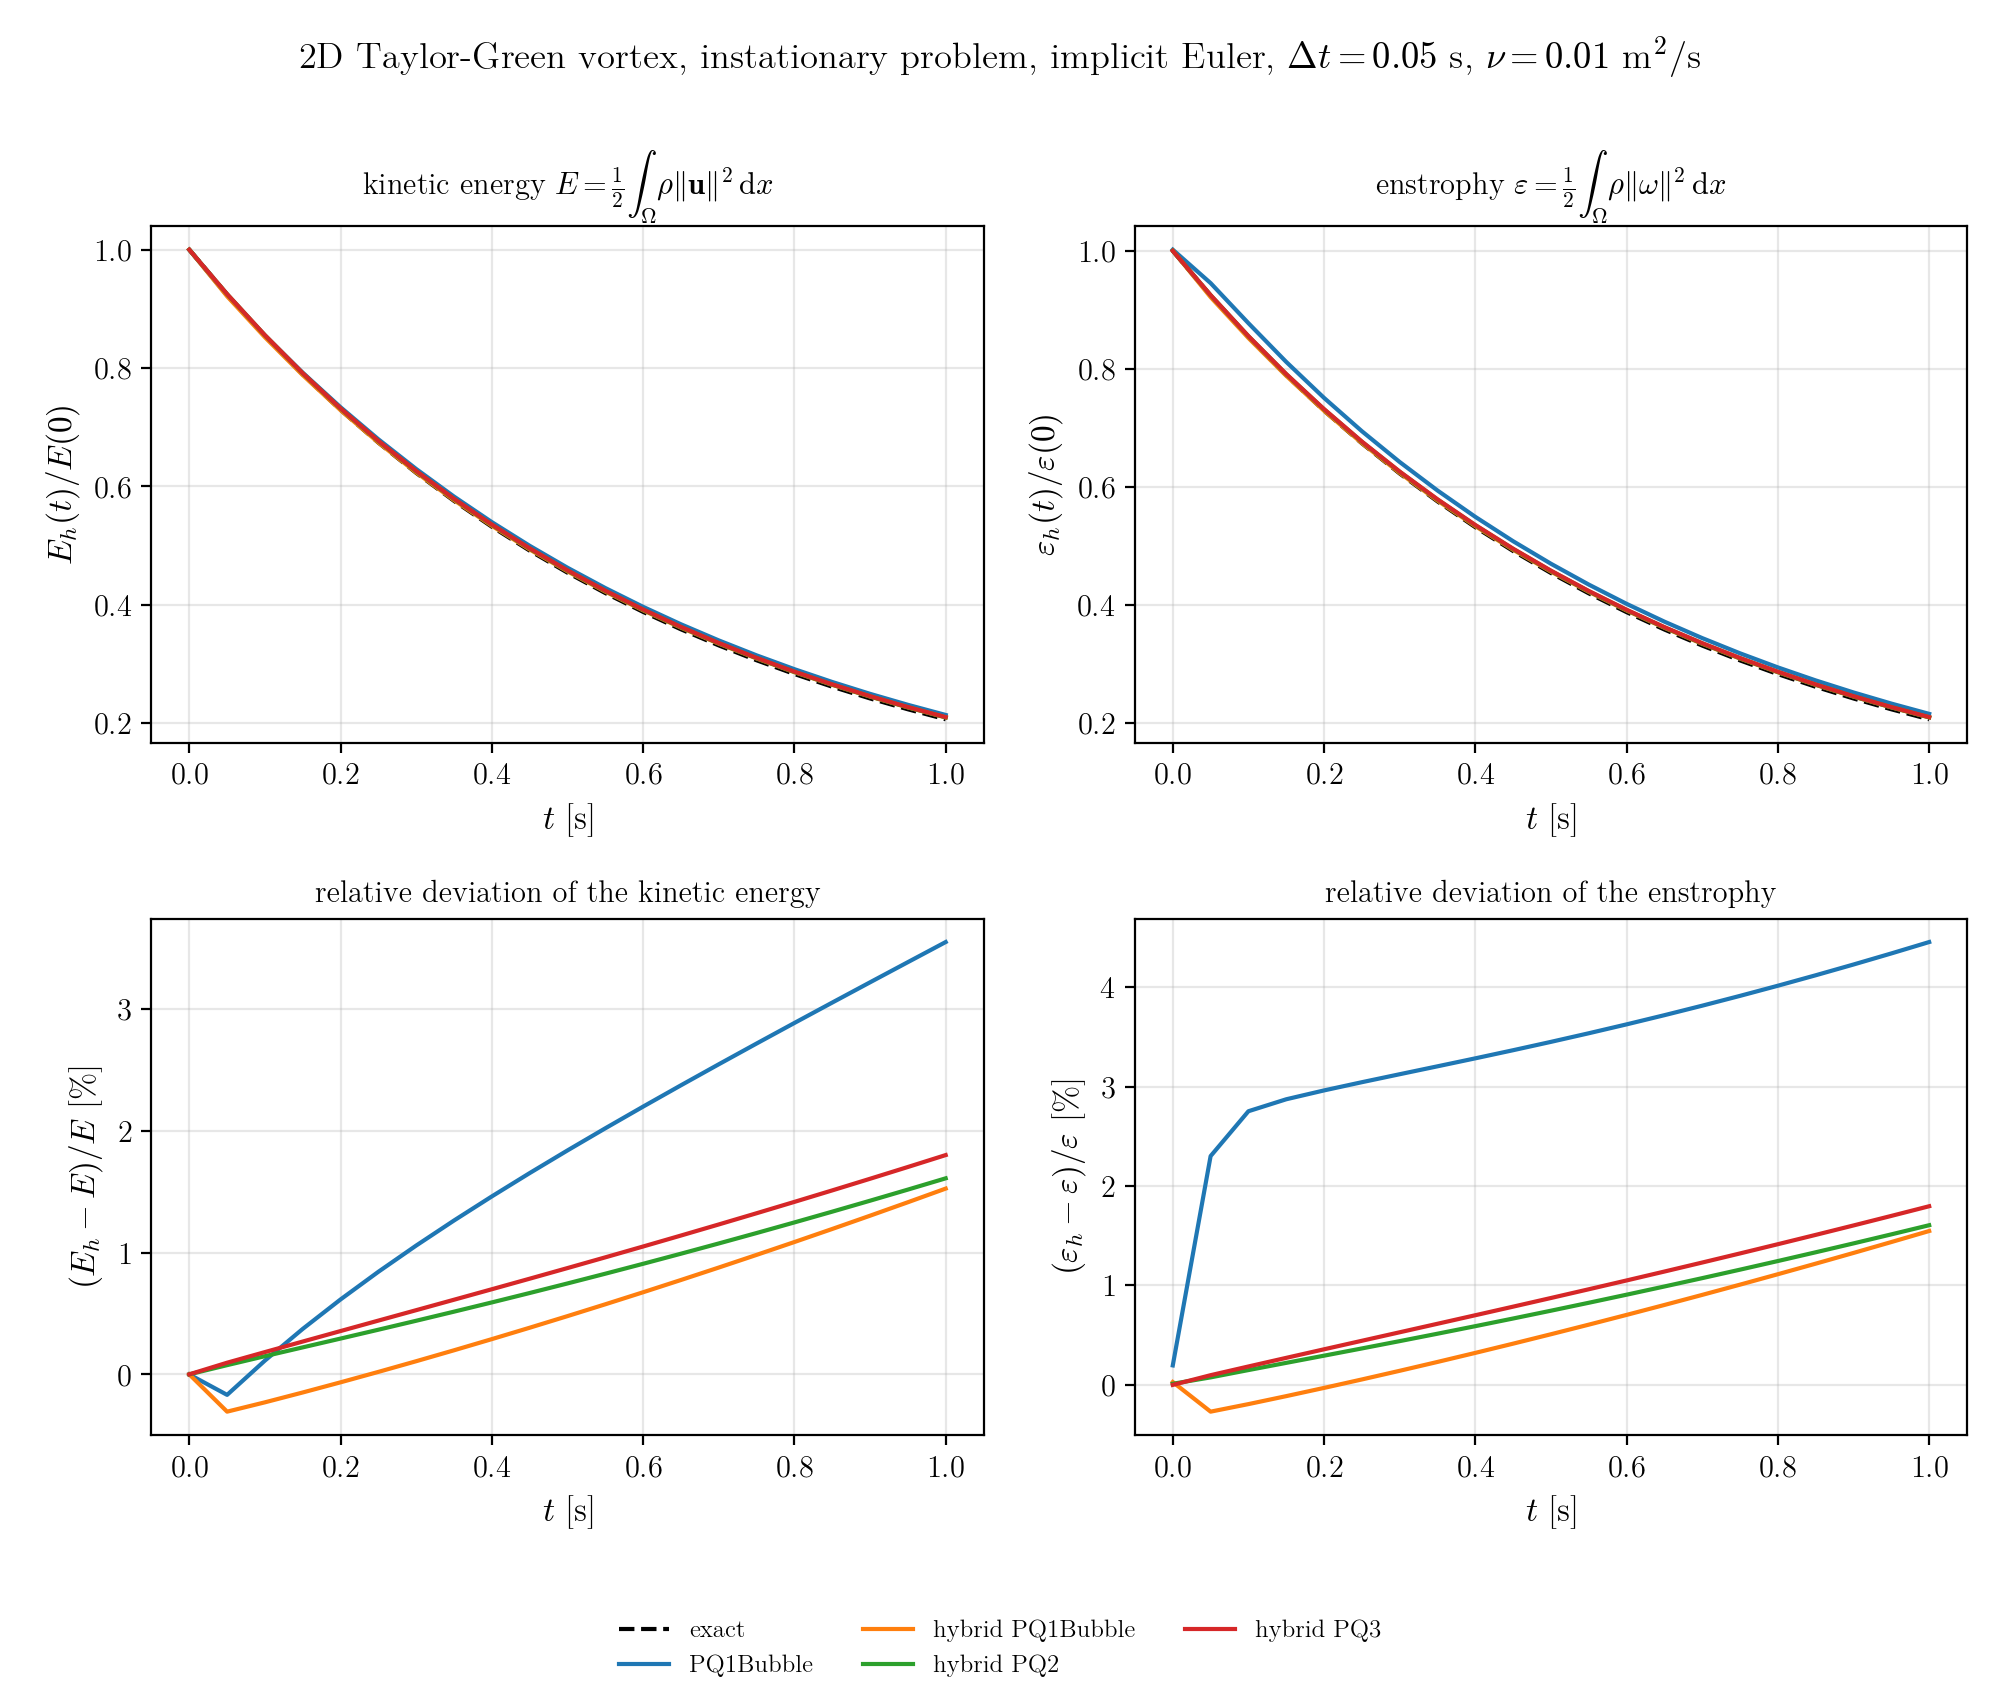 2D Taylor-Green vortex, instationary problem, implicit Euler, Δt = 0.05 s, ν = 0.01 m²/s
kinetic energy E = ½ ∫_Ω ρ‖𝐮‖² dx
E_h(t)/E(0)
1.0
0.8
0.6
0.4
0.2
0.0 0.2 0.4 0.6 0.8 1.0
t [s]
enstrophy ε = ½ ∫_Ω ρ‖ω‖² dx
ε_h(t)/ε(0)
1.0
0.8
0.6
0.4
0.2
0.0 0.2 0.4 0.6 0.8 1.0
t [s]
relative deviation of the kinetic energy
(E_h − E)/E [%]
3
2
1
0
0.0 0.2 0.4 0.6 0.8 1.0
t [s]
relative deviation of the enstrophy
(ε_h − ε)/ε [%]
4
3
2
1
0
0.0 0.2 0.4 0.6 0.8 1.0
t [s]
exact
PQ1Bubble
hybrid PQ1Bubble
hybrid PQ2
hybrid PQ3